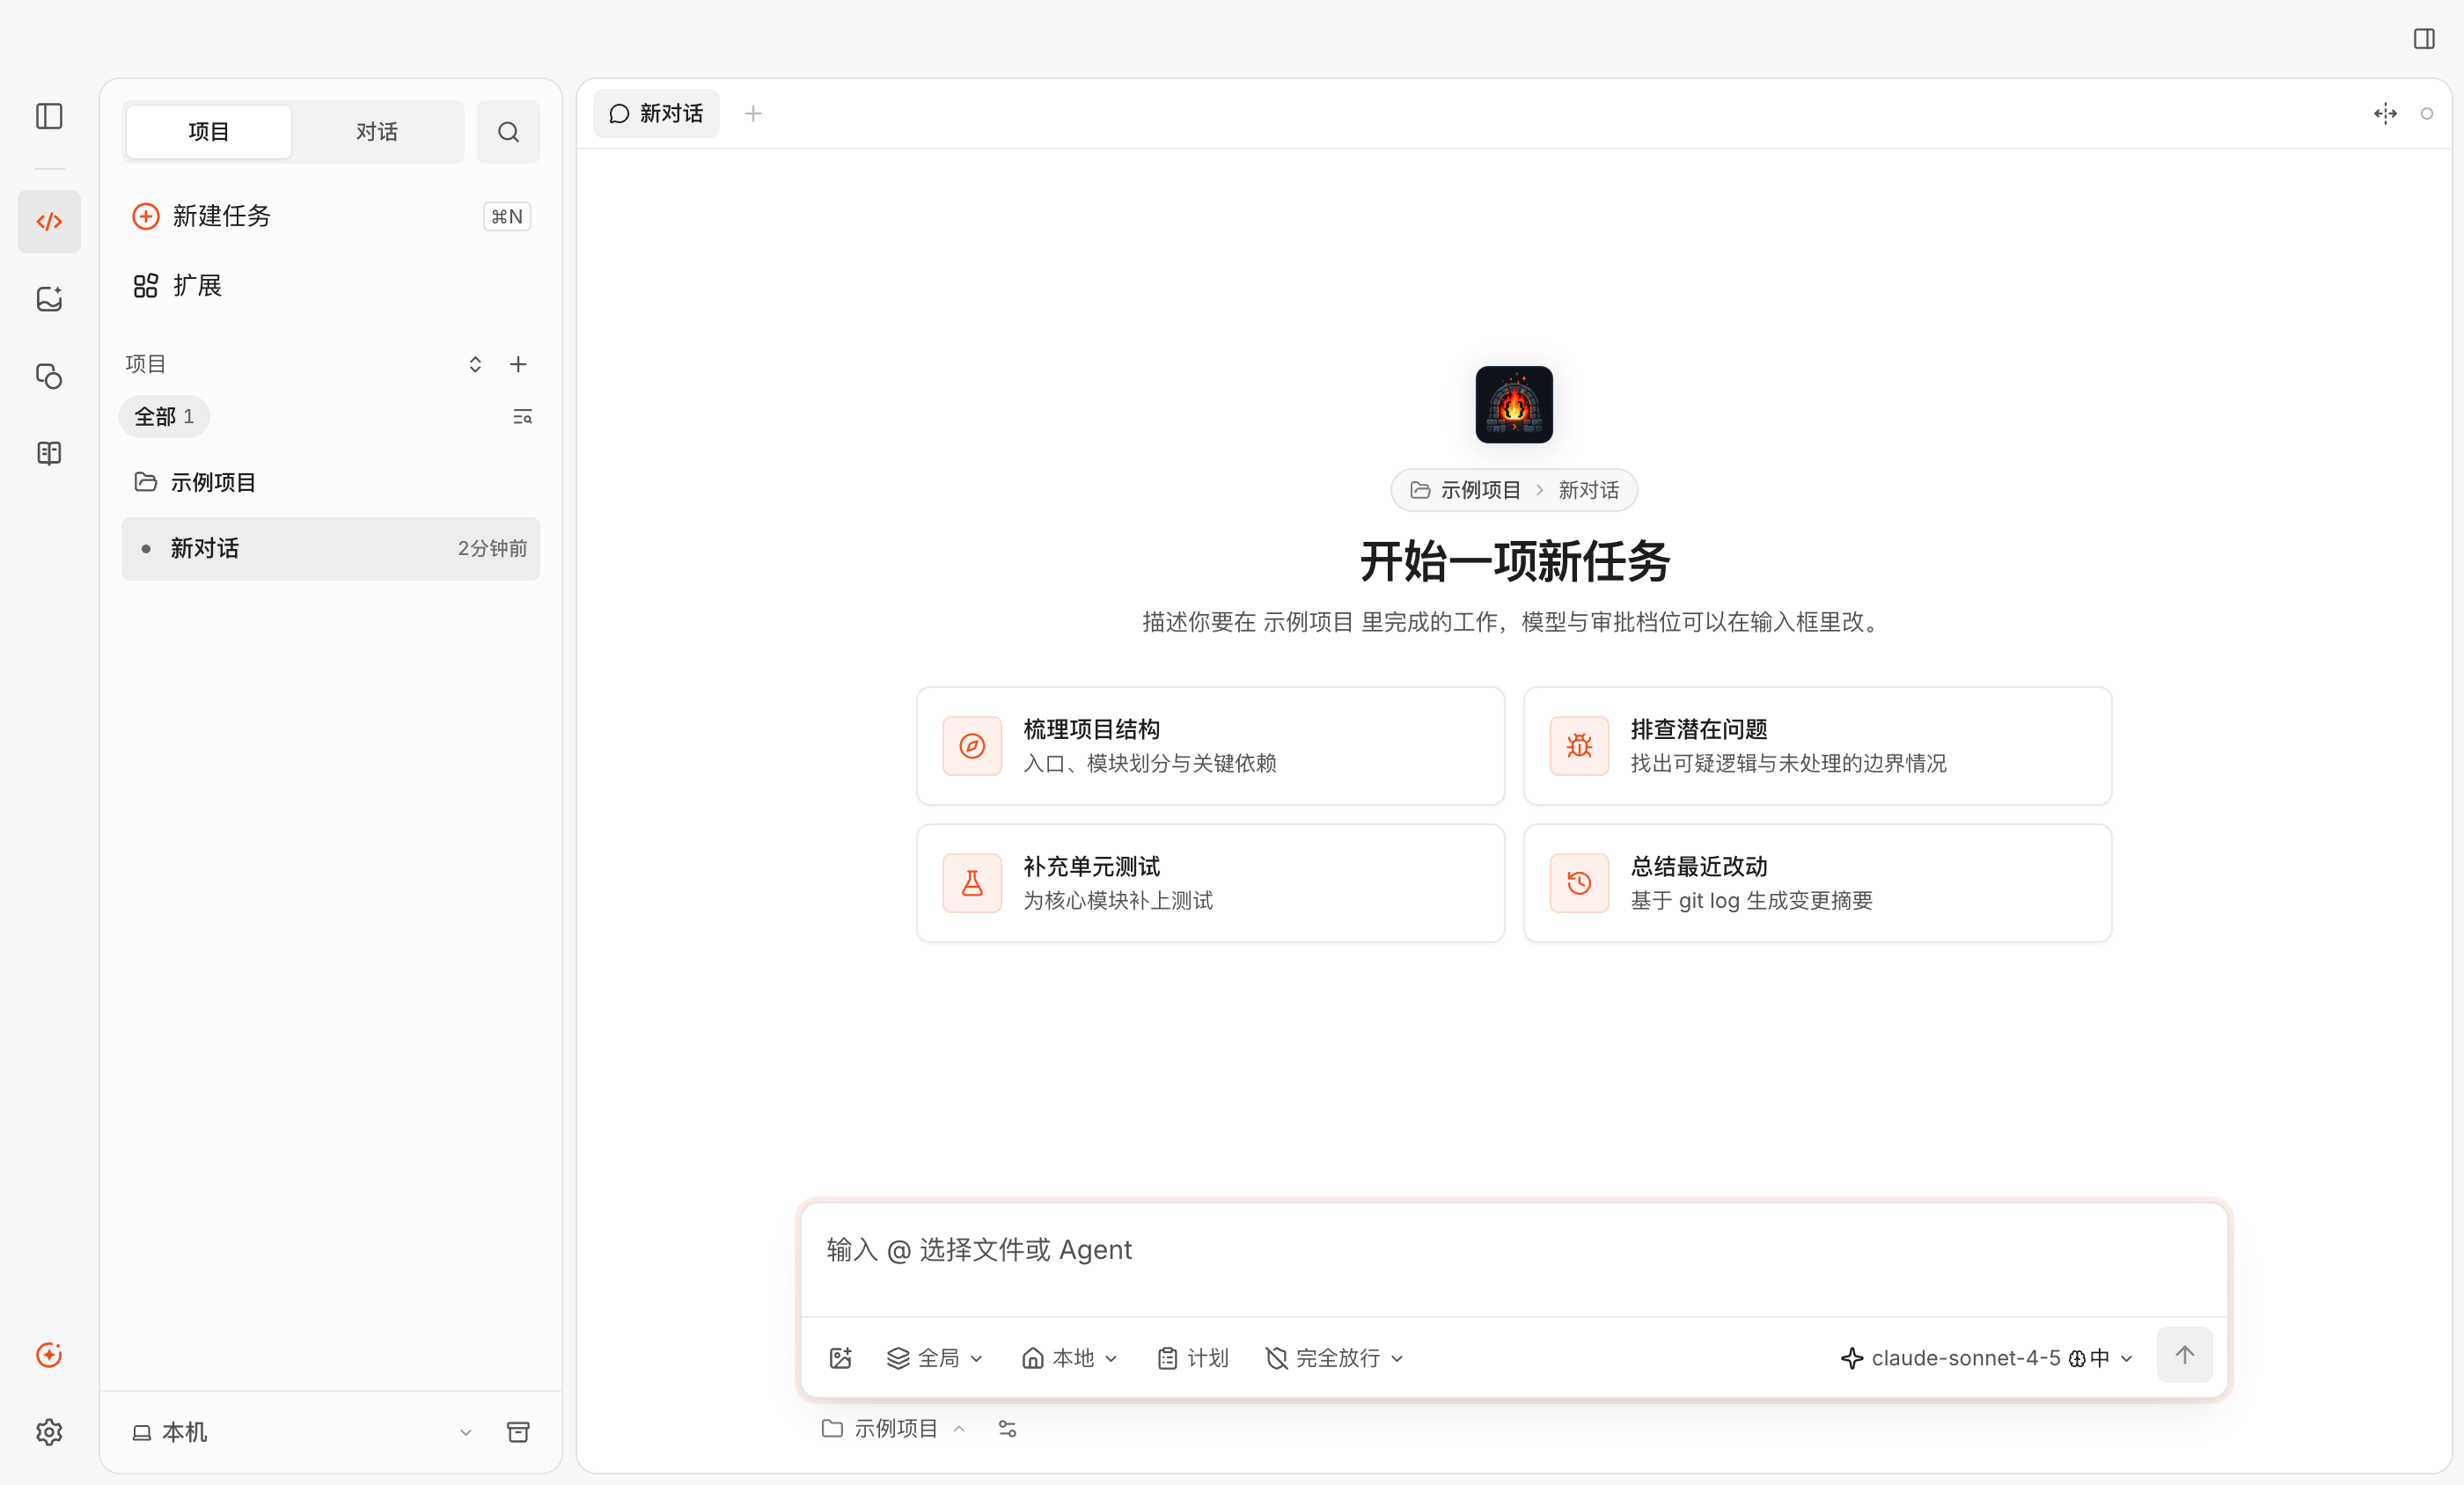 项目
对话
新建任务
⌘N
扩展
项目
全部 1
示例项目
新对话
2分钟前
本机
新对话
示例项目 > 新对话
开始一项新任务
描述你要在 示例项目 里完成的工作，模型与审批档位可以在输入框里改。
梳理项目结构
入口、模块划分与关键依赖
排查潜在问题
找出可疑逻辑与未处理的边界情况
补充单元测试
为核心模块补上测试
总结最近改动
基于 git log 生成变更摘要
输入 @ 选择文件或 Agent
全局
本地
计划
完全放行
claude-sonnet-4-5 中
示例项目